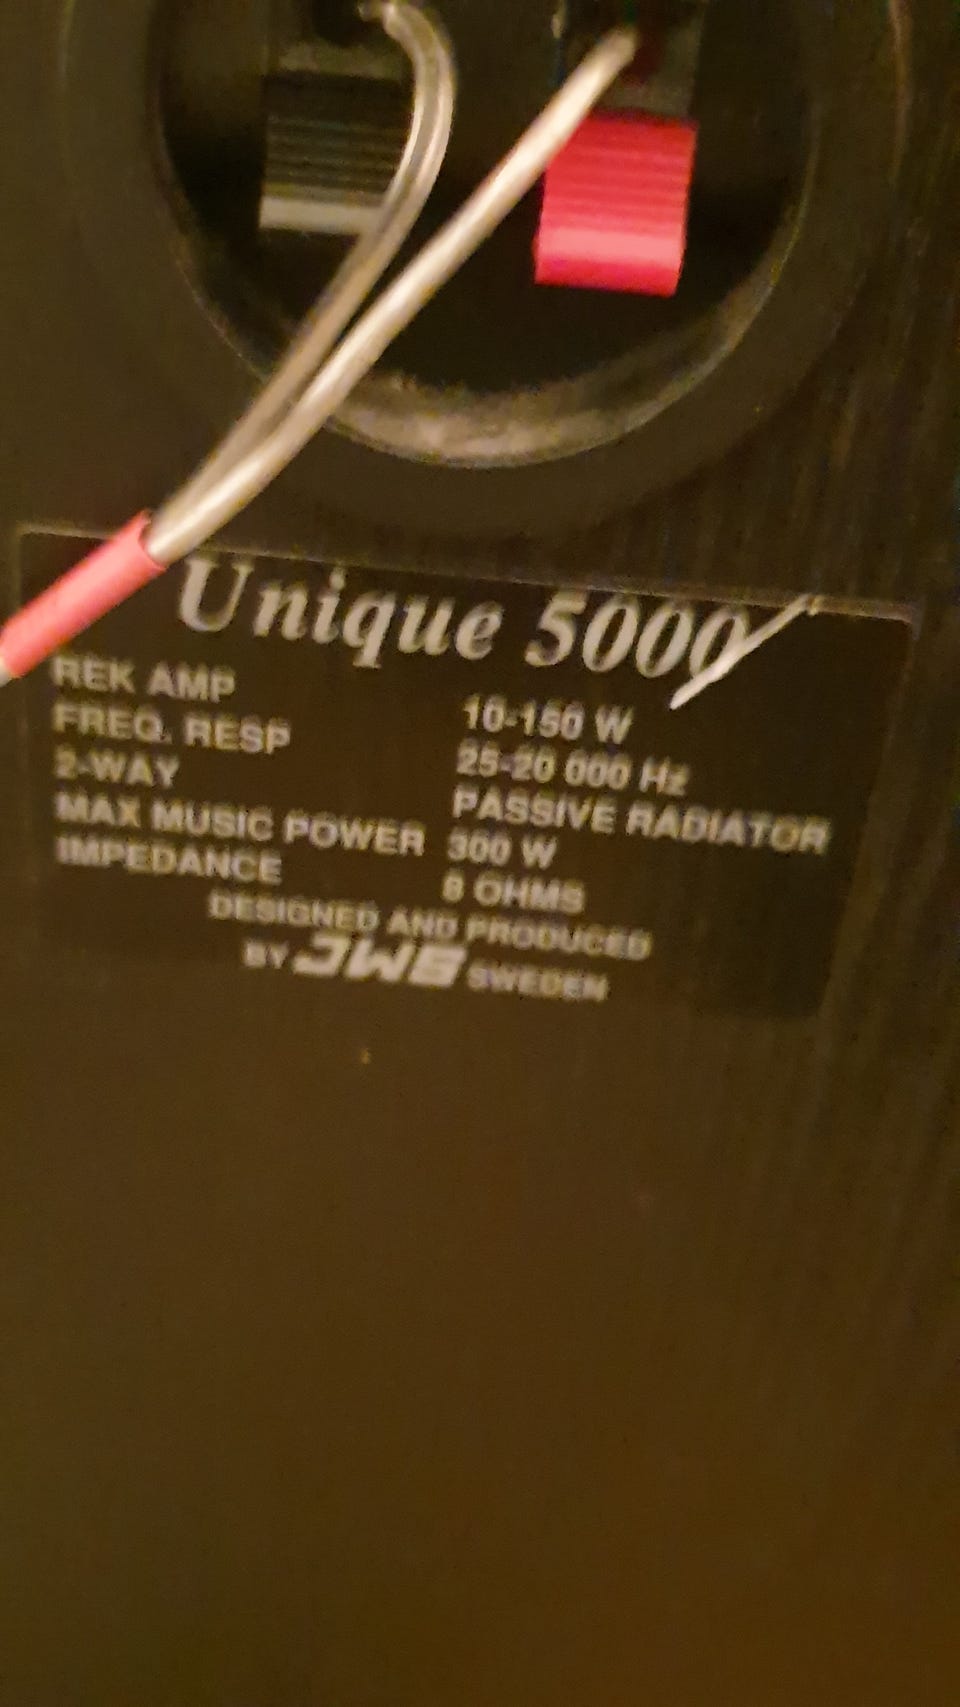 Unique 5000
REK AMP 10-150 W
FREQ. RESP 25-20 000 Hz
2-WAY PASSIVE RADIATOR
MAX MUSIC POWER 300 W
IMPEDANCE 8 OHMS
DESIGNED AND PRODUCED
BY JWS SWEDEN